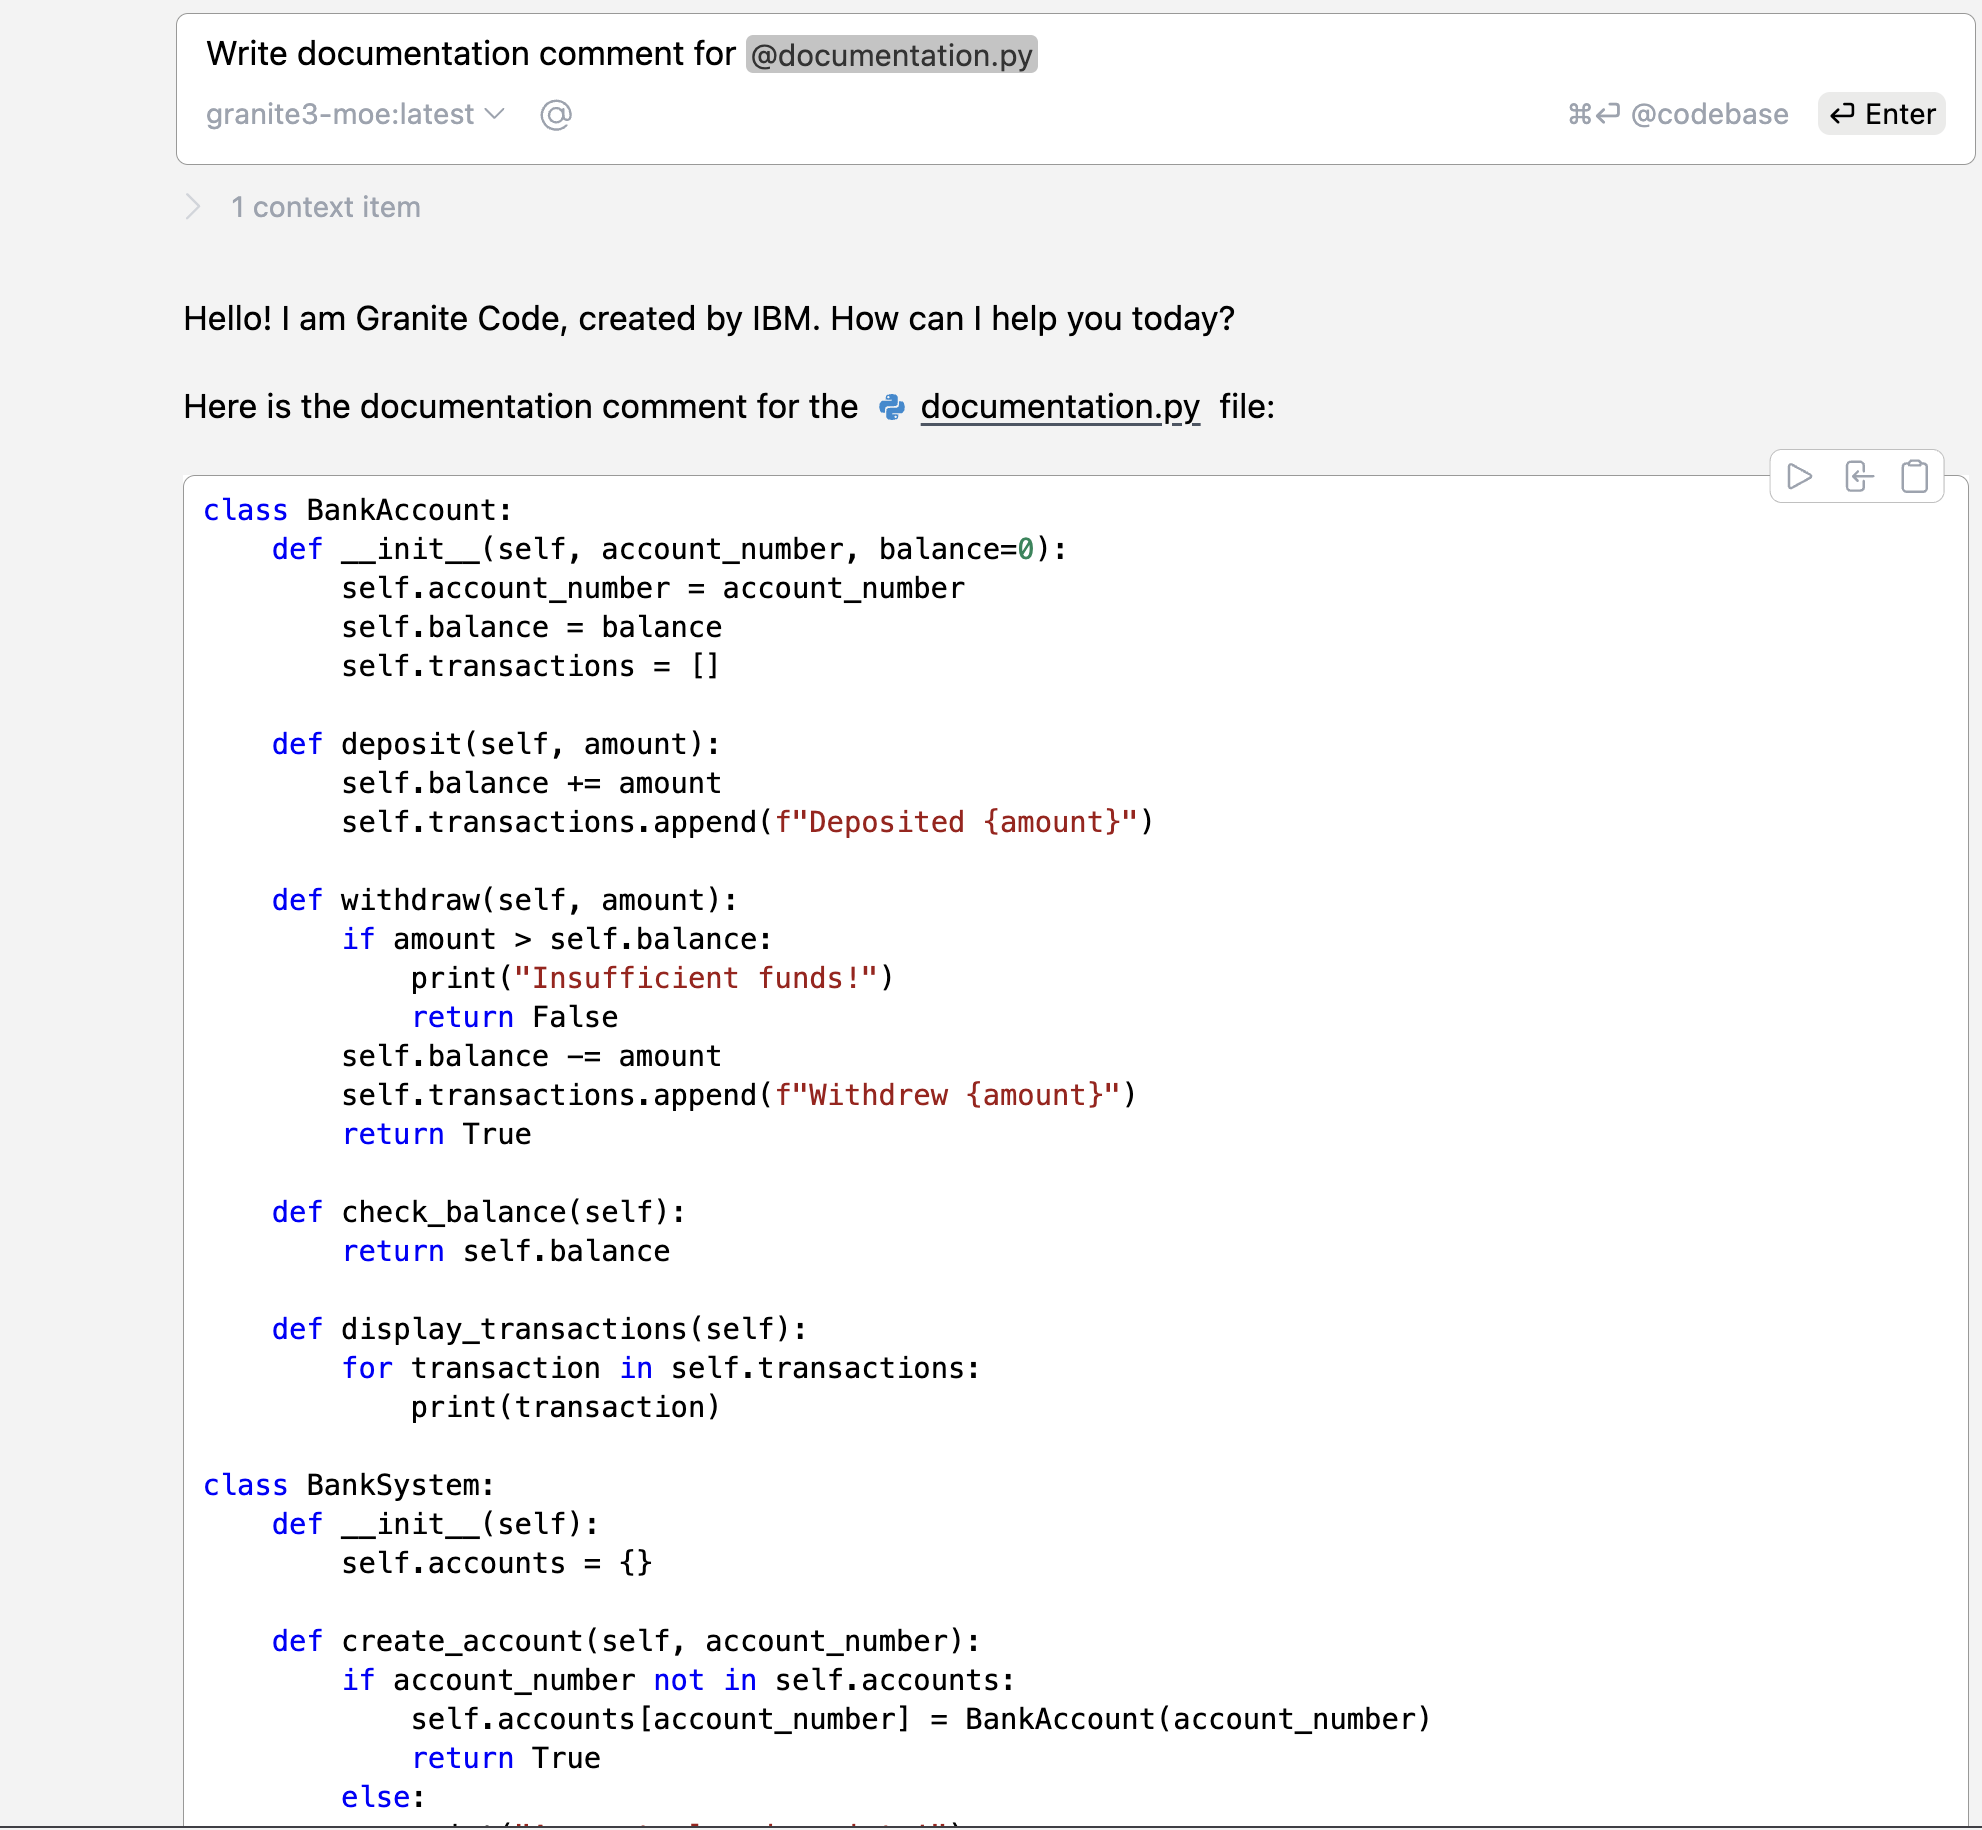 Write documentation comment for @documentation.py
granite3-moe:latest @ ⌘⏎ @codebase ⏎ Enter
1 context item
Hello! I am Granite Code, created by IBM. How can I help you today?
Here is the documentation comment for the documentation.py file:
class BankAccount:
    def __init__(self, account_number, balance=0):
        self.account_number = account_number
        self.balance = balance
        self.transactions = []
    def deposit(self, amount):
        self.balance += amount
        self.transactions.append(f"Deposited {amount}")
    def withdraw(self, amount):
        if amount > self.balance:
            print("Insufficient funds!")
            return False
        self.balance -= amount
        self.transactions.append(f"Withdrew {amount}")
        return True
    def check_balance(self):
        return self.balance
    def display_transactions(self):
        for transaction in self.transactions:
            print(transaction)
class BankSystem:
    def __init__(self):
        self.accounts = {}
    def create_account(self, account_number):
        if account_number not in self.accounts:
            self.accounts[account_number] = BankAccount(account_number)
            return True
        else: